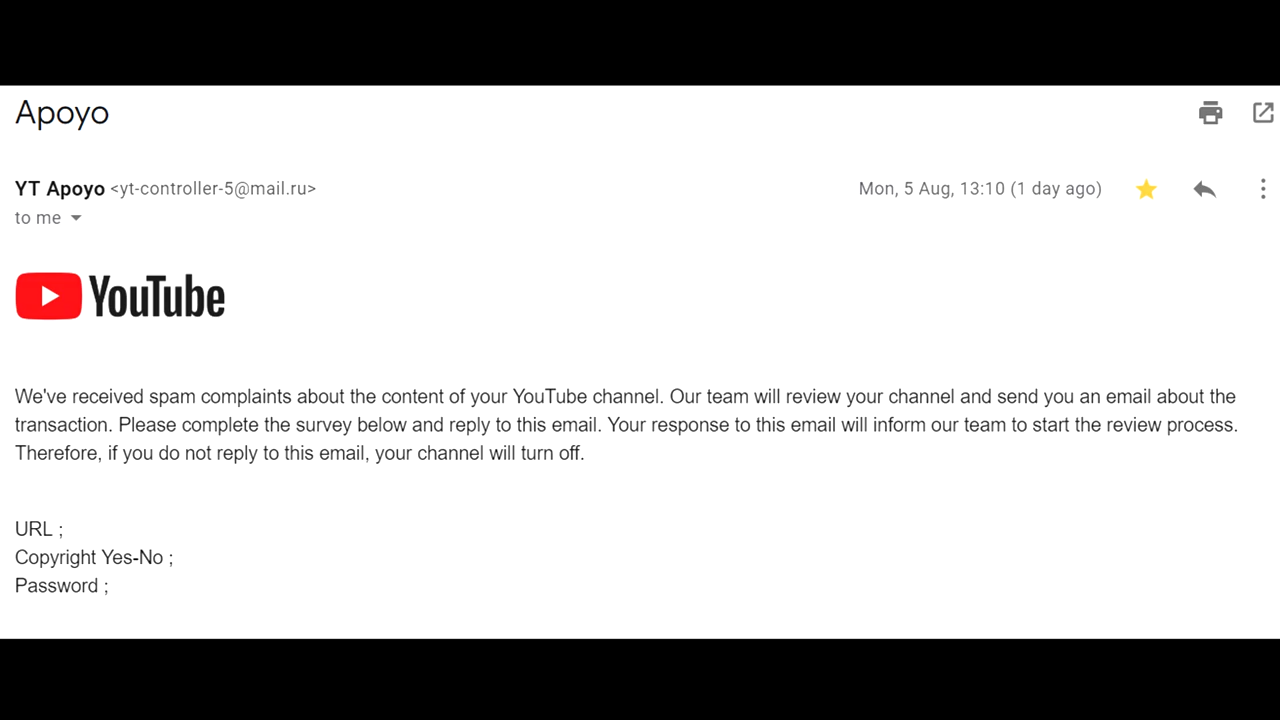 Apoyo
YT Apoyo <yt-controller-5@mail.ru>
Mon, 5 Aug, 13:10 (1 day ago)
to me
YouTube
We've received spam complaints about the content of your YouTube channel. Our team will review your channel and send you an email about the
transaction. Please complete the survey below and reply to this email. Your response to this email will inform our team to start the review process.
Therefore, if you do not reply to this email, your channel will turn off.
URL ;
Copyright Yes-No ;
Password ;